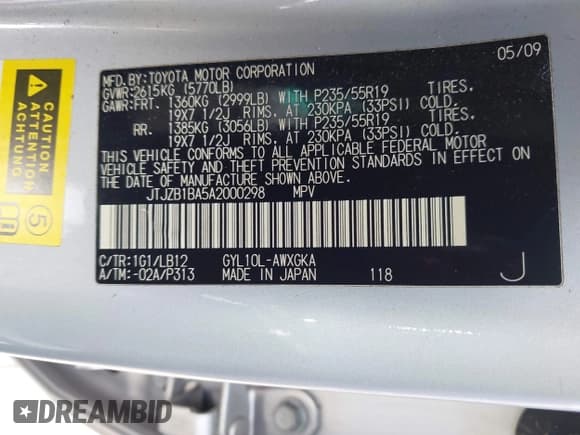 05/09
MFD.BY:TOYOTA MOTOR CORPORATION
GVWR:2615KG (5770LB)
GAWR:FRT. 1360KG (2999LB) WITH P235/55R19 TIRES,
19X7 1/2J RIMS, AT 230KPA (33PSI) COLD.
RR. 1385KG (3056LB) WITH P235/55R19 TIRES,
19X7 1/2J RIMS, AT 230KPA (33PSI) COLD.
THIS VEHICLE CONFORMS TO ALL APPLICABLE FEDERAL MOTOR
VEHICLE SAFETY AND THEFT PREVENTION STANDARDS IN EFFECT ON
THE DATE OF MANUFACTURE SHOWN ABOVE.
JTJZB1BA5A2000298 MPV
C/TR:1G1/LB12 GYL10L-AWXGKA
A/TM:-02A/P313 MADE IN JAPAN 118 J
5
DREAMBID